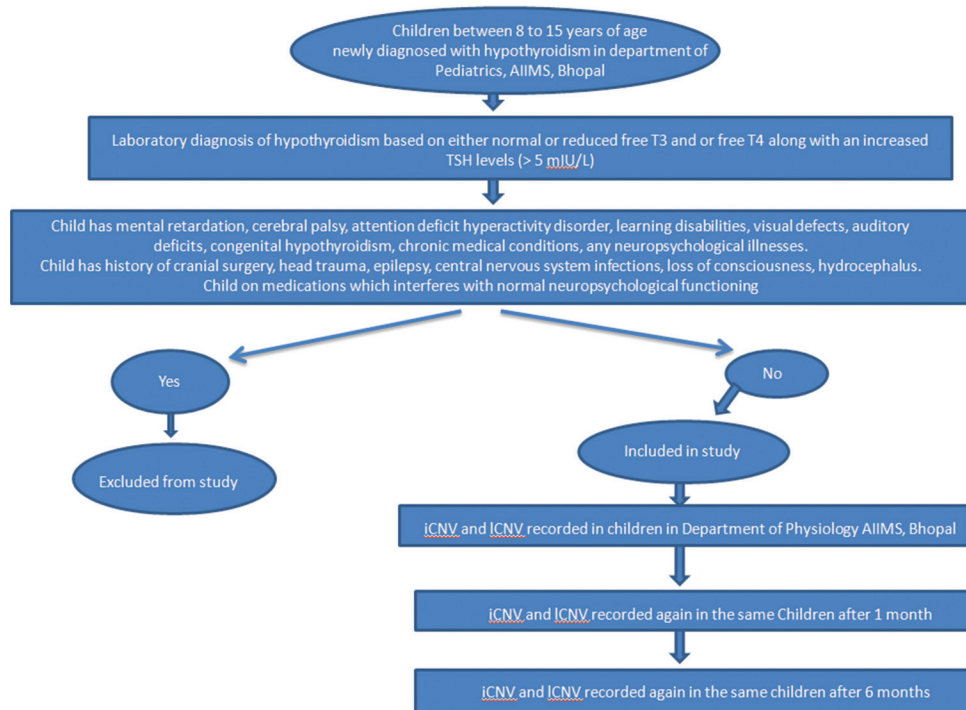 Children between 8 to 15 years of age
newly diagnosed with hypothyroidism in department of
Pediatrics, AIIMS, Bhopal
Laboratory diagnosis of hypothyroidism based on either normal or reduced free T3 and or free T4 along with an increased
TSH levels (> 5 mIU/L)
Child has mental retardation, cerebral palsy, attention deficit hyperactivity disorder, learning disabilities, visual defects, auditory
deficits, congenital hypothyroidism, chronic medical conditions, any neuropsychological illnesses.
Child has history of cranial surgery, head trauma, epilepsy, central nervous system infections, loss of consciousness, hydrocephalus.
Child on medications which interferes with normal neuropsychological functioning
Yes
No
Excluded from study
Included in study
iCNV and lCNV recorded in children in Department of Physiology AIIMS, Bhopal
iCNV and lCNV recorded again in the same Children after 1 month
iCNV and lCNV recorded again in the same children after 6 months